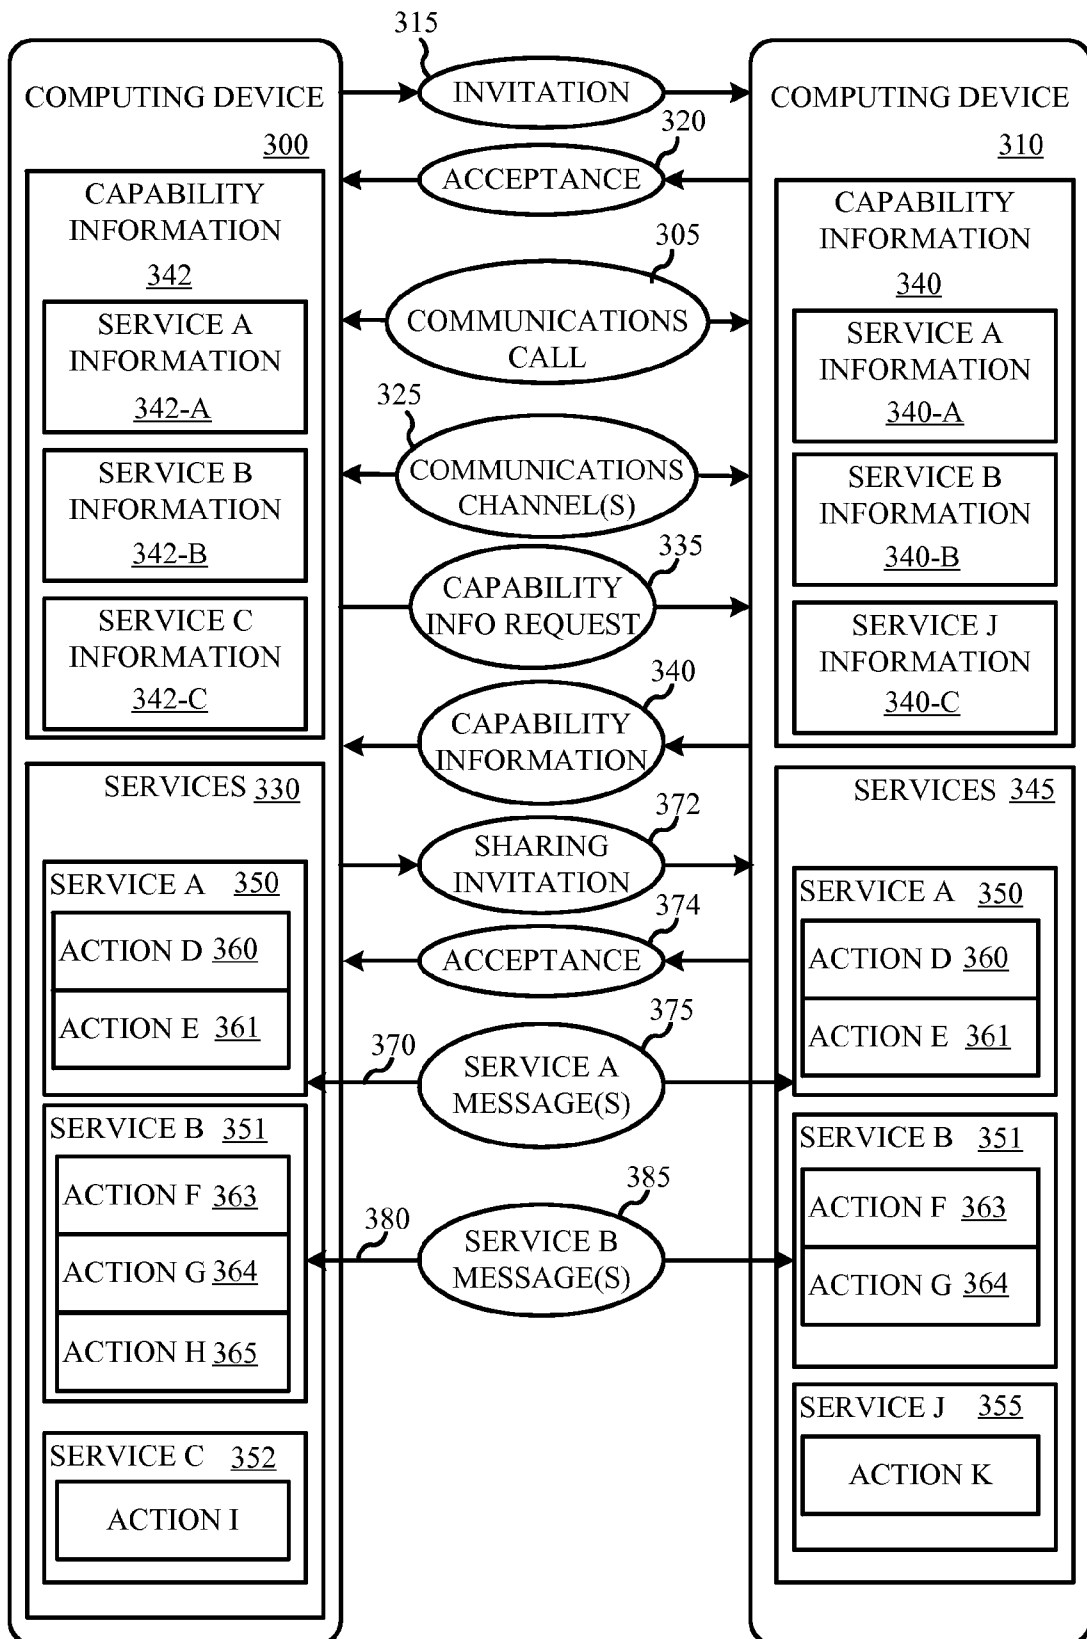 COMPUTING DEVICE
300
CAPABILITY
INFORMATION
342
SERVICE A
INFORMATION
342-A
SERVICE B
INFORMATION
342-B
SERVICE C
INFORMATION
342-C
SERVICES 330
SERVICE A 350
ACTION D 360
ACTION E 361
SERVICE B 351
ACTION F 363
ACTION G 364
ACTION H 365
SERVICE C 352
ACTION I
315
INVITATION
320
ACCEPTANCE
305
COMMUNICATIONS
CALL
325
COMMUNICATIONS
CHANNEL(S)
335
CAPABILITY
INFO REQUEST
340
CAPABILITY
INFORMATION
372
SHARING
INVITATION
374
ACCEPTANCE
375
370
SERVICE A
MESSAGE(S)
385
380
SERVICE B
MESSAGE(S)
COMPUTING DEVICE
310
CAPABILITY
INFORMATION
340
SERVICE A
INFORMATION
340-A
SERVICE B
INFORMATION
340-B
SERVICE J
INFORMATION
340-C
SERVICES 345
SERVICE A 350
ACTION D 360
ACTION E 361
SERVICE B 351
ACTION F 363
ACTION G 364
SERVICE J 355
ACTION K